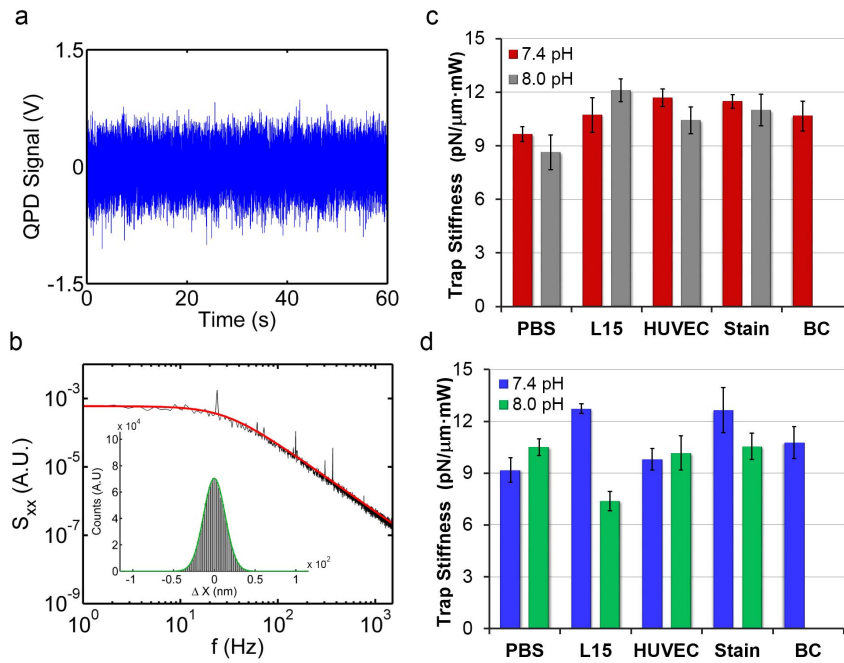 a
1.5
0
-1.5
QPD Signal (V)
0 20 40 60
Time (s)
b
10⁻³
10⁻⁵
10⁻⁷
10⁻⁹
Sxx (A.U.)
10⁰ 10¹ 10² 10³
f (Hz)
x 10⁴
10
8
6
4
2
0
Counts (A.U)
-1 -0.5 0 0.5 1
x 10²
Δ X (nm)
c
7.4 pH
8.0 pH
15
12
9
6
3
0
Trap Stiffness (pN/μm·mW)
PBS L15 HUVEC Stain BC
d
7.4 pH
8.0 pH
15
12
9
6
3
0
Trap Stiffness (pN/μm·mW)
PBS L15 HUVEC Stain BC